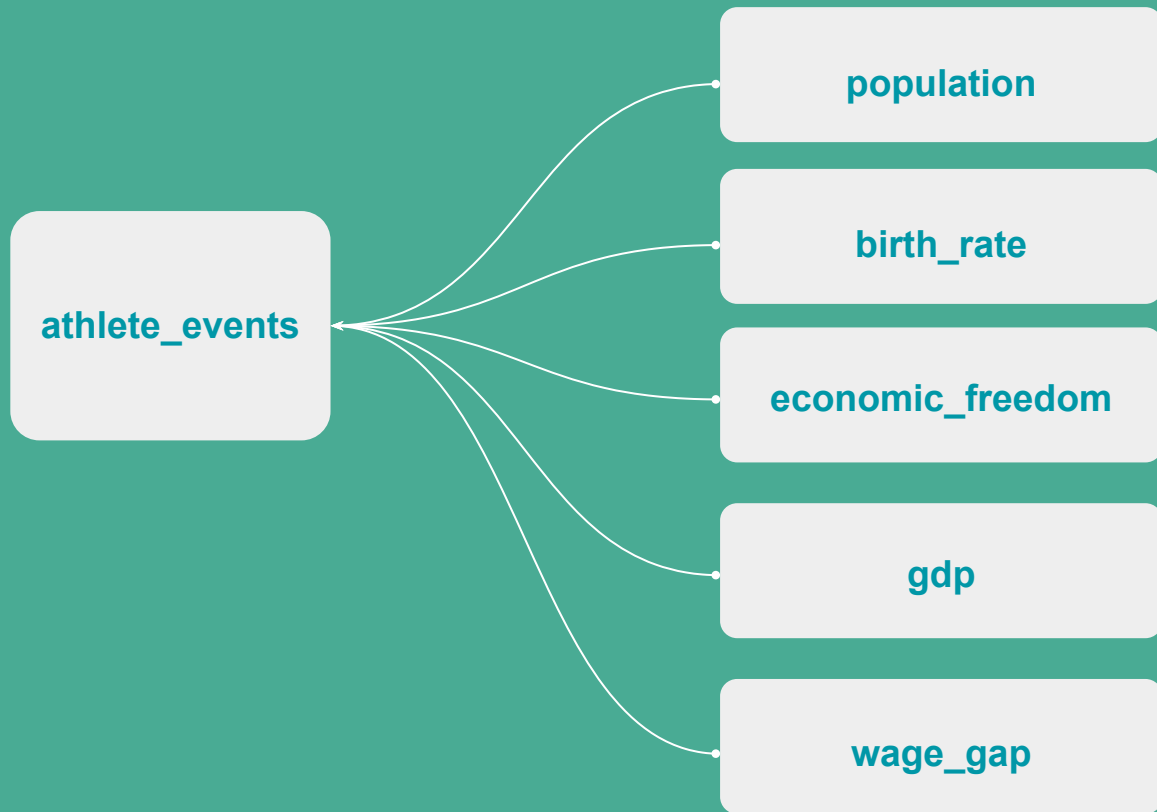 athlete_events
population
birth_rate
economic_freedom
gdp
wage_gap